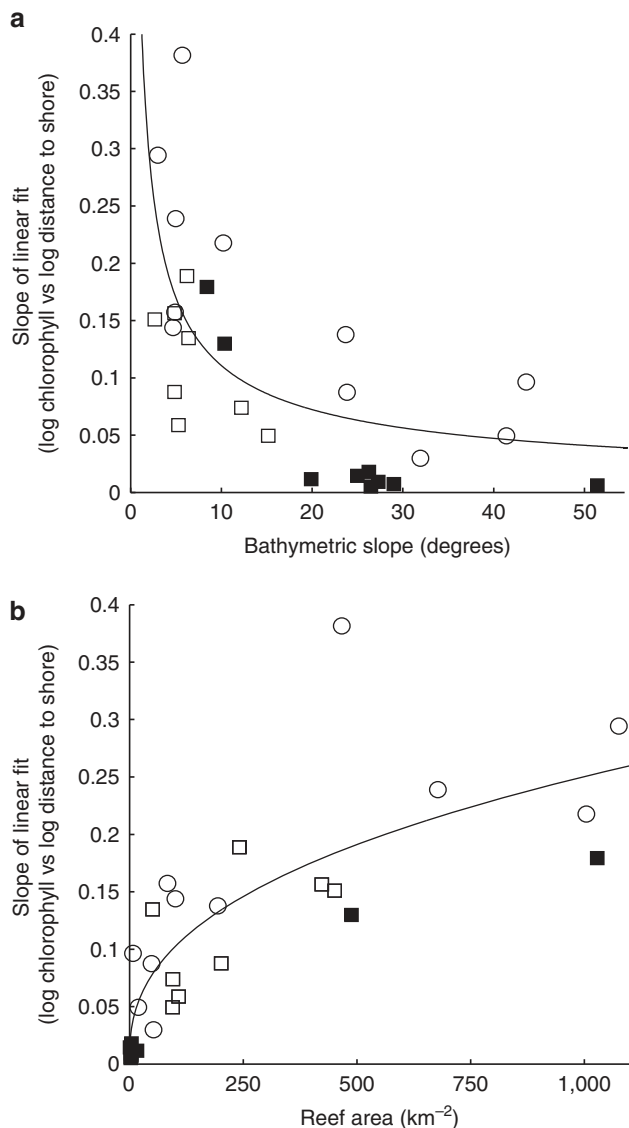 a
0.4
0.35
0.3
0.25
0.2
0.15
0.1
0.05
0
Slope of linear fit
(log chlorophyll vs log distance to shore)
0 10 20 30 40 50
Bathymetric slope (degrees)
b
0.4
0.35
0.3
0.25
0.2
0.15
0.1
0.05
0
Slope of linear fit
(log chlorophyll vs log distance to shore)
0 250 500 750 1,000
Reef area (km⁻²)